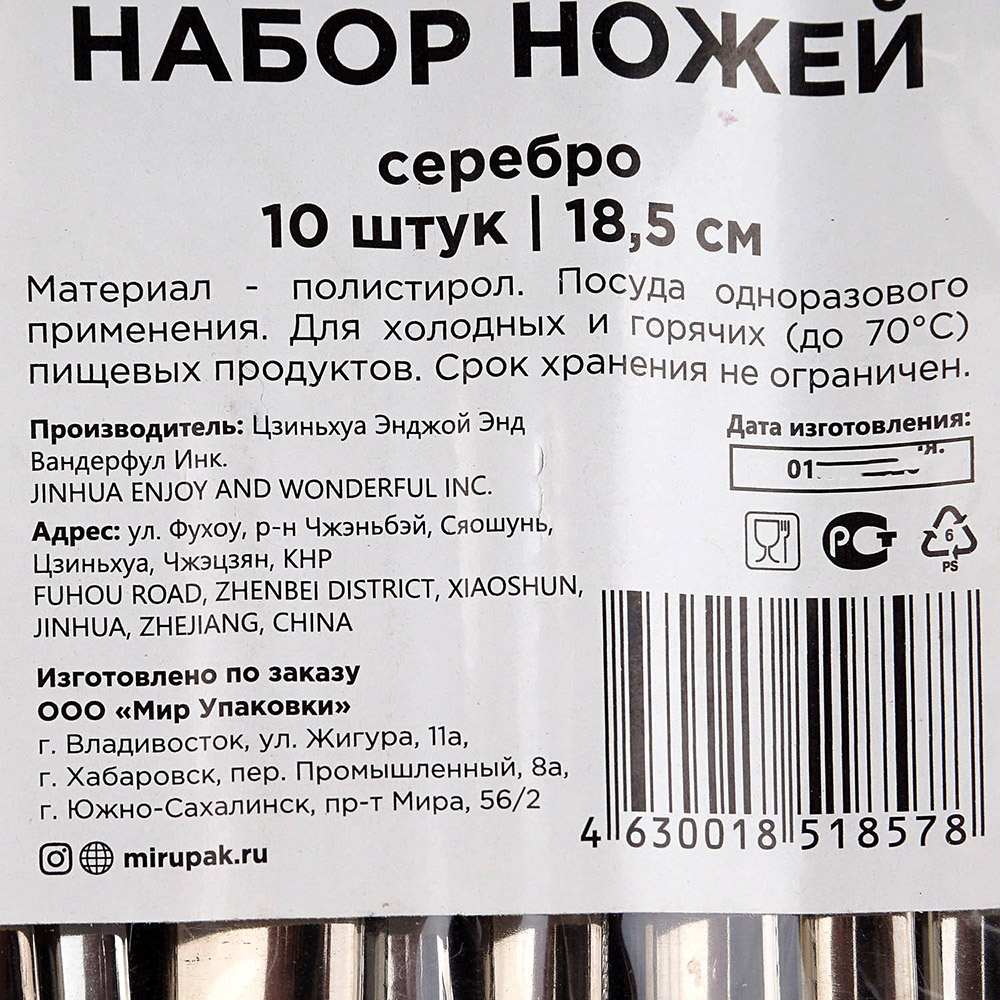 НАБОР НОЖЕЙ
серебро
10 штук | 18,5 см
Материал - полистирол. Посуда одноразового
применения. Для холодных и горячих (до 70°C)
пищевых продуктов. Срок хранения не ограничен.
Производитель: Цзиньхуа Энджой Энд
Вандерфул Инк.
JINHUA ENJOY AND WONDERFUL INC.
Адрес: ул. Фухоу, р-н Чжэньбэй, Сяошунь,
Цзиньхуа, Чжэцзян, КНР
FUHOU ROAD, ZHENBEI DISTRICT, XIAOSHUN,
JINHUA, ZHEJIANG, CHINA
Изготовлено по заказу
ООО «Мир Упаковки»
г. Владивосток, ул. Жигура, 11а,
г. Хабаровск, пер. Промышленный, 8а,
г. Южно-Сахалинск, пр-т Мира, 56/2
mirupak.ru
Дата изготовления:
01
РСТ
6
PS
4 630018 518578